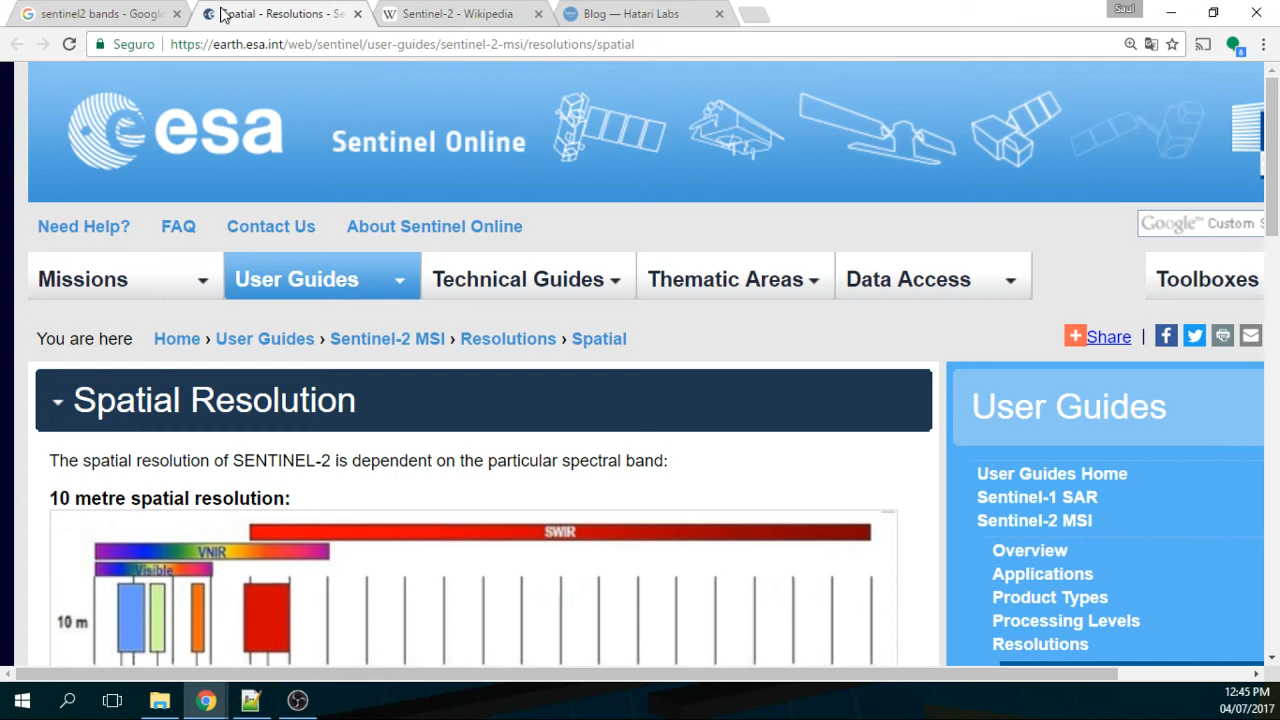 sentinel2 bands - Google
Spatial - Resolutions - Se
Sentinel-2 - Wikipedia
Blog — Hatari Labs
Saul
Seguro
https://earth.esa.int/web/sentinel/user-guides/sentinel-2-msi/resolutions/spatial
8
esa
Sentinel Online
Need Help?
FAQ
Contact Us
About Sentinel Online
Google™ Custom S
Missions
User Guides
Technical Guides
Thematic Areas
Data Access
Toolboxes
You are here
Home › User Guides › Sentinel-2 MSI › Resolutions › Spatial
Share |
Spatial Resolution
The spatial resolution of SENTINEL-2 is dependent on the particular spectral band:
10 metre spatial resolution:
SWIR
VNIR
Visible
10 m
User Guides
User Guides Home
Sentinel-1 SAR
Sentinel-2 MSI
Overview
Applications
Product Types
Processing Levels
Resolutions
12:45 PM
04/07/2017